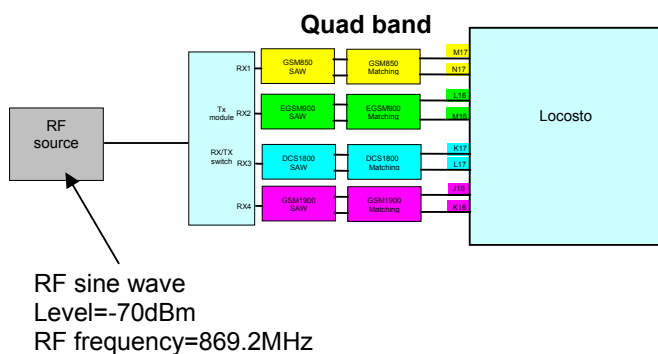 Quad band
RF
source
Tx
module
RX/TX
switch
RX1
RX2
RX3
RX4
GSM850
SAW
GSM850
Matching
M17
N17
EGSM900
SAW
EGSM900
Matching
L16
M16
DCS1800
SAW
DCS1800
Matching
K17
L17
GSM1900
SAW
GSM1900
Matching
J16
K16
Locosto
RF sine wave
Level=-70dBm
RF frequency=869.2MHz